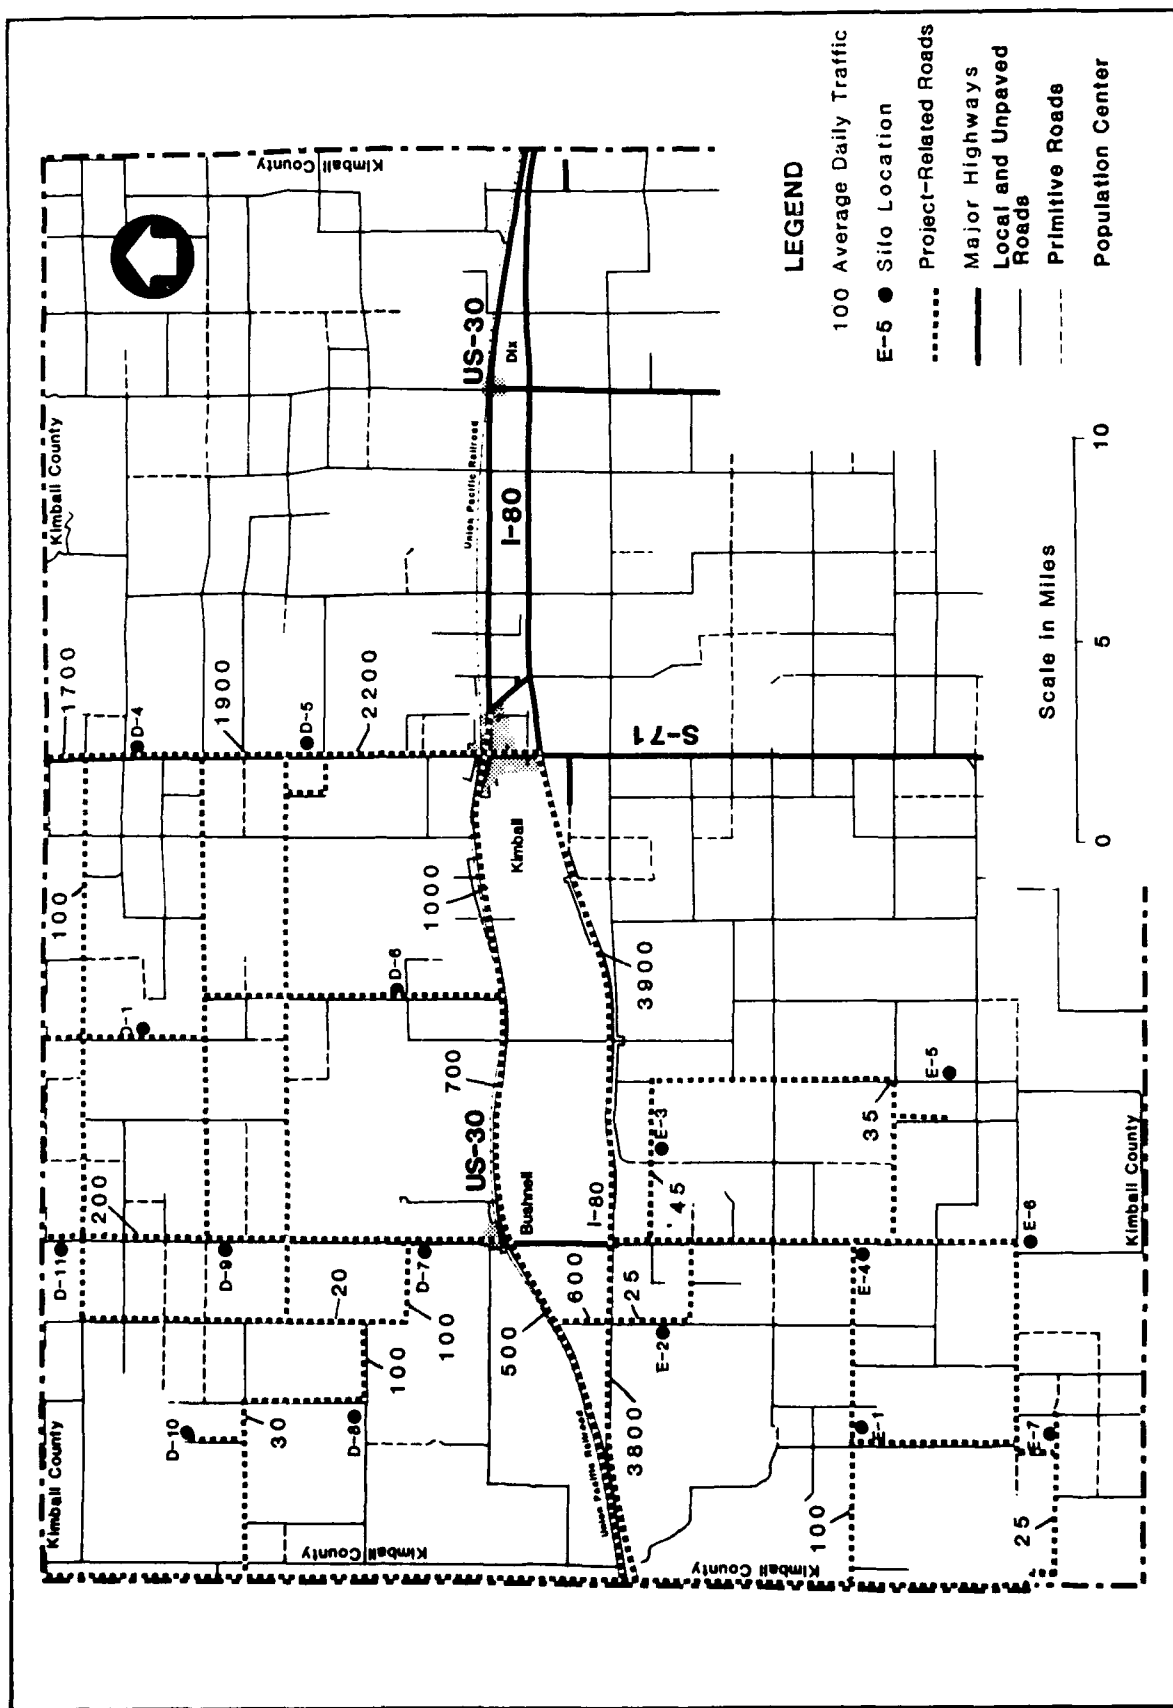 Kimball County
Kimball County
Kimball County
D-11
200
100
1700
D-10
D-9
D-1
D-4
30
20
1900
D-8
100
100
D-7
D-6
D-5
2200
Kimball County
500
US-30
700
1000
Union Pacific Railroad
US-30
Union Pacific Railroad
Bushnell
Kimball
I-80
Dix
600
I-80
3800
25
3900
E-2
45
E-3
S-71
Kimball County
100
E-1
E-4
35
E-5
E-7
25
E-6
Kimball County
LEGEND
100 Average Daily Traffic
E-5 Silo Location
Project-Related Roads
Major Highways
Local and Unpaved
Roads
Primitive Roads
Population Center
Scale in Miles
0 5 10